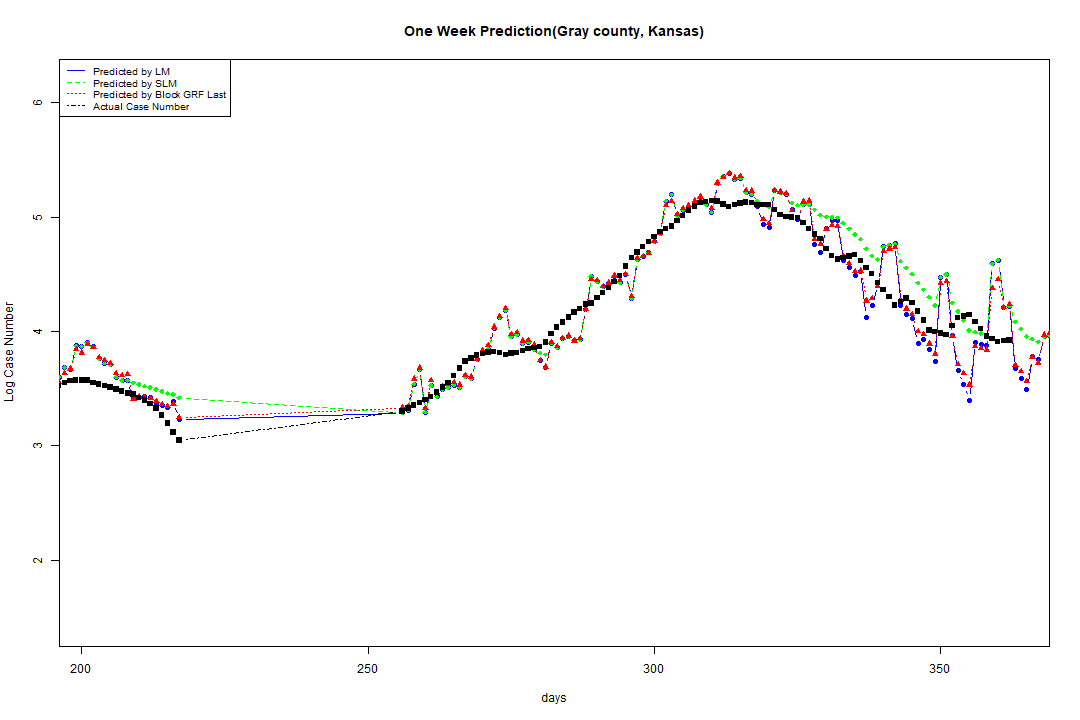 One Week Prediction(Gray county, Kansas)
Predicted by LM
Predicted by SLM
Predicted by Block GRF Last
Actual Case Number
6
5
4
3
2
Log Case Number
200 250 300 350
days